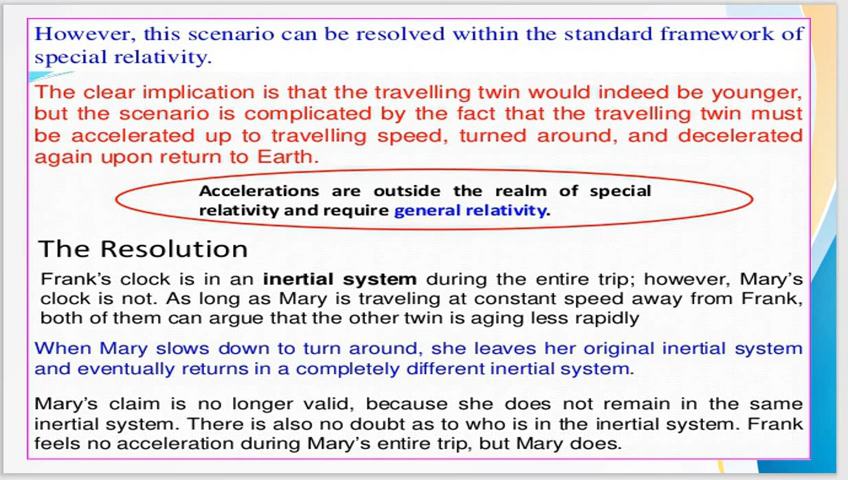 However, this scenario can be resolved within the standard framework of
special relativity.
The clear implication is that the travelling twin would indeed be younger,
but the scenario is complicated by the fact that the travelling twin must
be accelerated up to travelling speed, turned around, and decelerated
again upon return to Earth.
Accelerations are outside the realm of special
relativity and require general relativity.
The Resolution
Frank's clock is in an inertial system during the entire trip; however, Mary's
clock is not. As long as Mary is traveling at constant speed away from Frank,
both of them can argue that the other twin is aging less rapidly
When Mary slows down to turn around, she leaves her original inertial system
and eventually returns in a completely different inertial system.
Mary's claim is no longer valid, because she does not remain in the same
inertial system. There is also no doubt as to who is in the inertial system. Frank
feels no acceleration during Mary's entire trip, but Mary does.